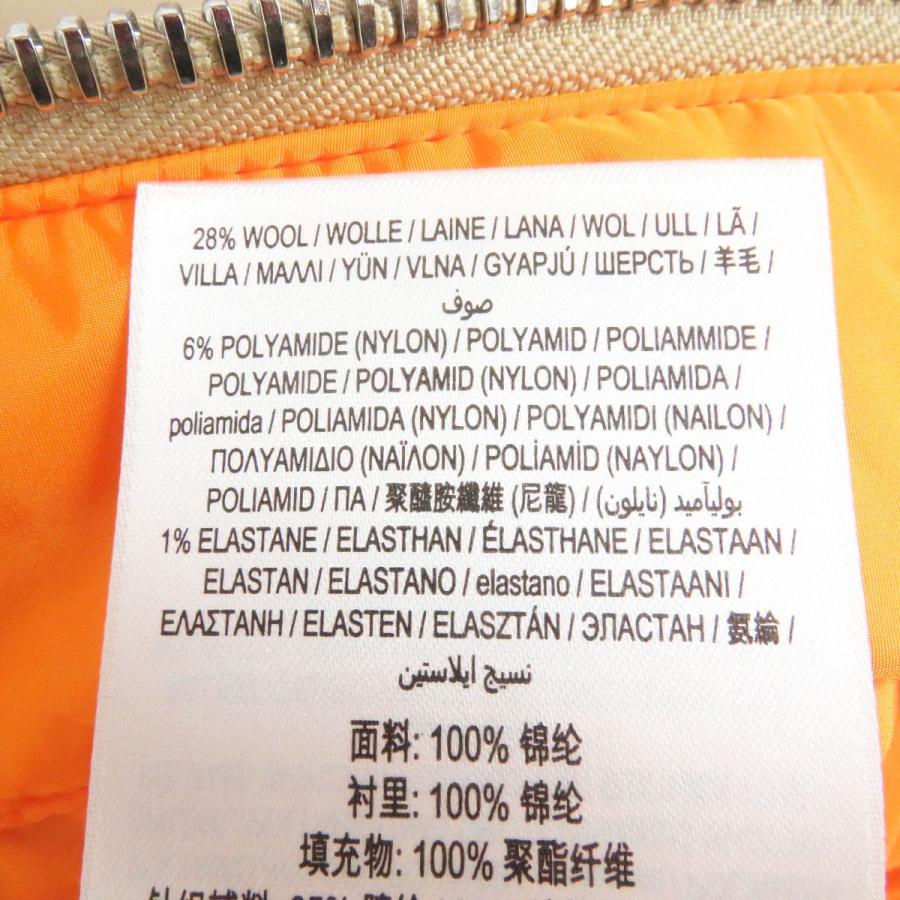 28% WOOL / WOLLE / LAINE / LANA / WOL / ULL / LÃ /
VILLA / ΜΑΛΛΙ / YÜN / VLNA / GYAPJÚ / ШЕРСТЬ / 羊毛 /
صوف
6% POLYAMIDE (NYLON) / POLYAMID / POLIAMMIDE /
POLYAMIDE / POLYAMID (NYLON) / POLIAMIDA /
poliamida / POLIAMIDA (NYLON) / POLYAMIDI (NAILON) /
ΠΟΛΥΑΜΙΔΙΟ (ΝΑΪΛΟΝ) / POLİAMİD (NAYLON) /
POLIAMID / ПА / 聚醯胺纖維 (尼龍) / بوليآميد (نايلون)
1% ELASTANE / ELASTHAN / ÉLASTHANE / ELASTAAN /
ELASTAN / ELASTANO / elastano / ELASTAANI /
ΕΛΑΣΤΑΝΗ / ELASTEN / ELASZTÁN / ЭПАСТАН / 氨綸 /
نسيج ايلاستين
面料: 100% 锦纶
衬里: 100% 锦纶
填充物: 100% 聚酯纤维